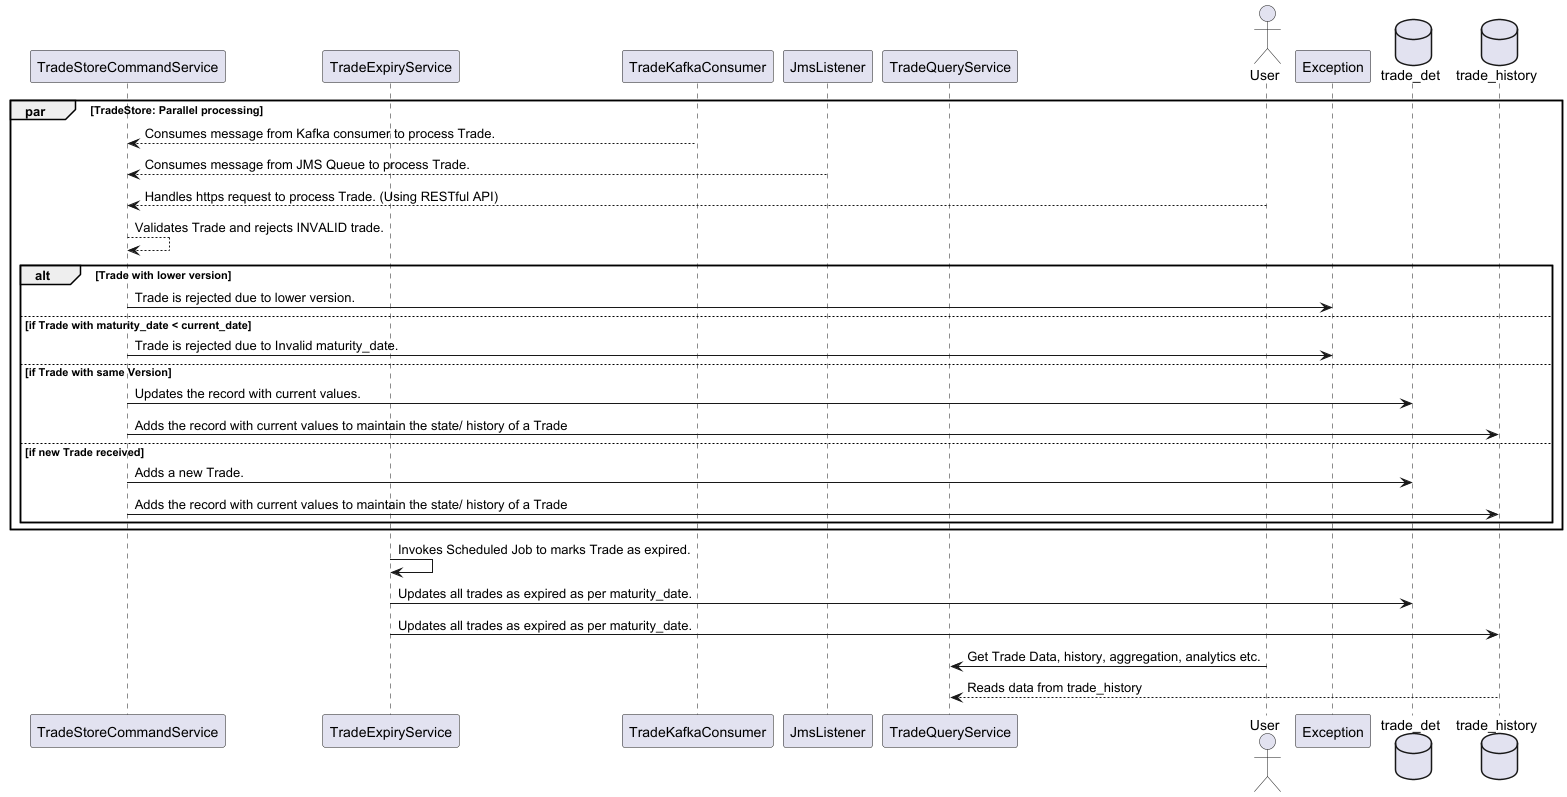 User
TradeStoreCommandService
TradeExpiryService
TradeKafkaConsumer
JmsListener
TradeQueryService
Exception
trade_det
trade_history
par
[TradeStore: Parallel processing]
Consumes message from Kafka consumer to process Trade.
Consumes message from JMS Queue to process Trade.
Handles https request to process Trade. (Using RESTful API)
Validates Trade and rejects INVALID trade.
alt
[Trade with lower version]
Trade is rejected due to lower version.
[if Trade with maturity_date < current_date]
Trade is rejected due to Invalid maturity_date.
[if Trade with same Version]
Updates the record with current values.
Adds the record with current values to maintain the state/ history of a Trade
[if new Trade received]
Adds a new Trade.
Adds the record with current values to maintain the state/ history of a Trade
Invokes Scheduled Job to marks Trade as expired.
Updates all trades as expired as per maturity_date.
Updates all trades as expired as per maturity_date.
Get Trade Data, history, aggregation, analytics etc.
Reads data from trade_history
TradeStoreCommandService
TradeExpiryService
TradeKafkaConsumer
JmsListener
TradeQueryService
User
Exception
trade_det
trade_history